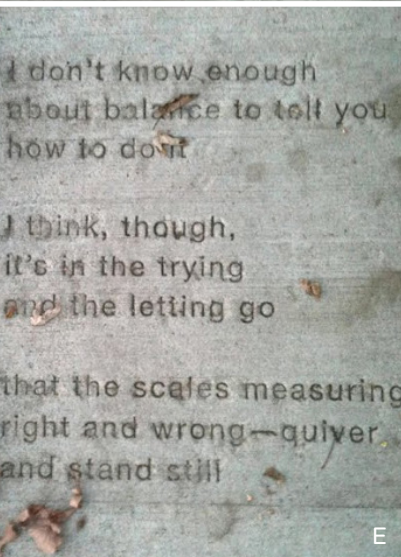 I don't know enough
about balance to tell you
how to do it
I think, though,
it's in the trying
and the letting go
that the scales measuring
right and wrong—quiver
and stand still
E